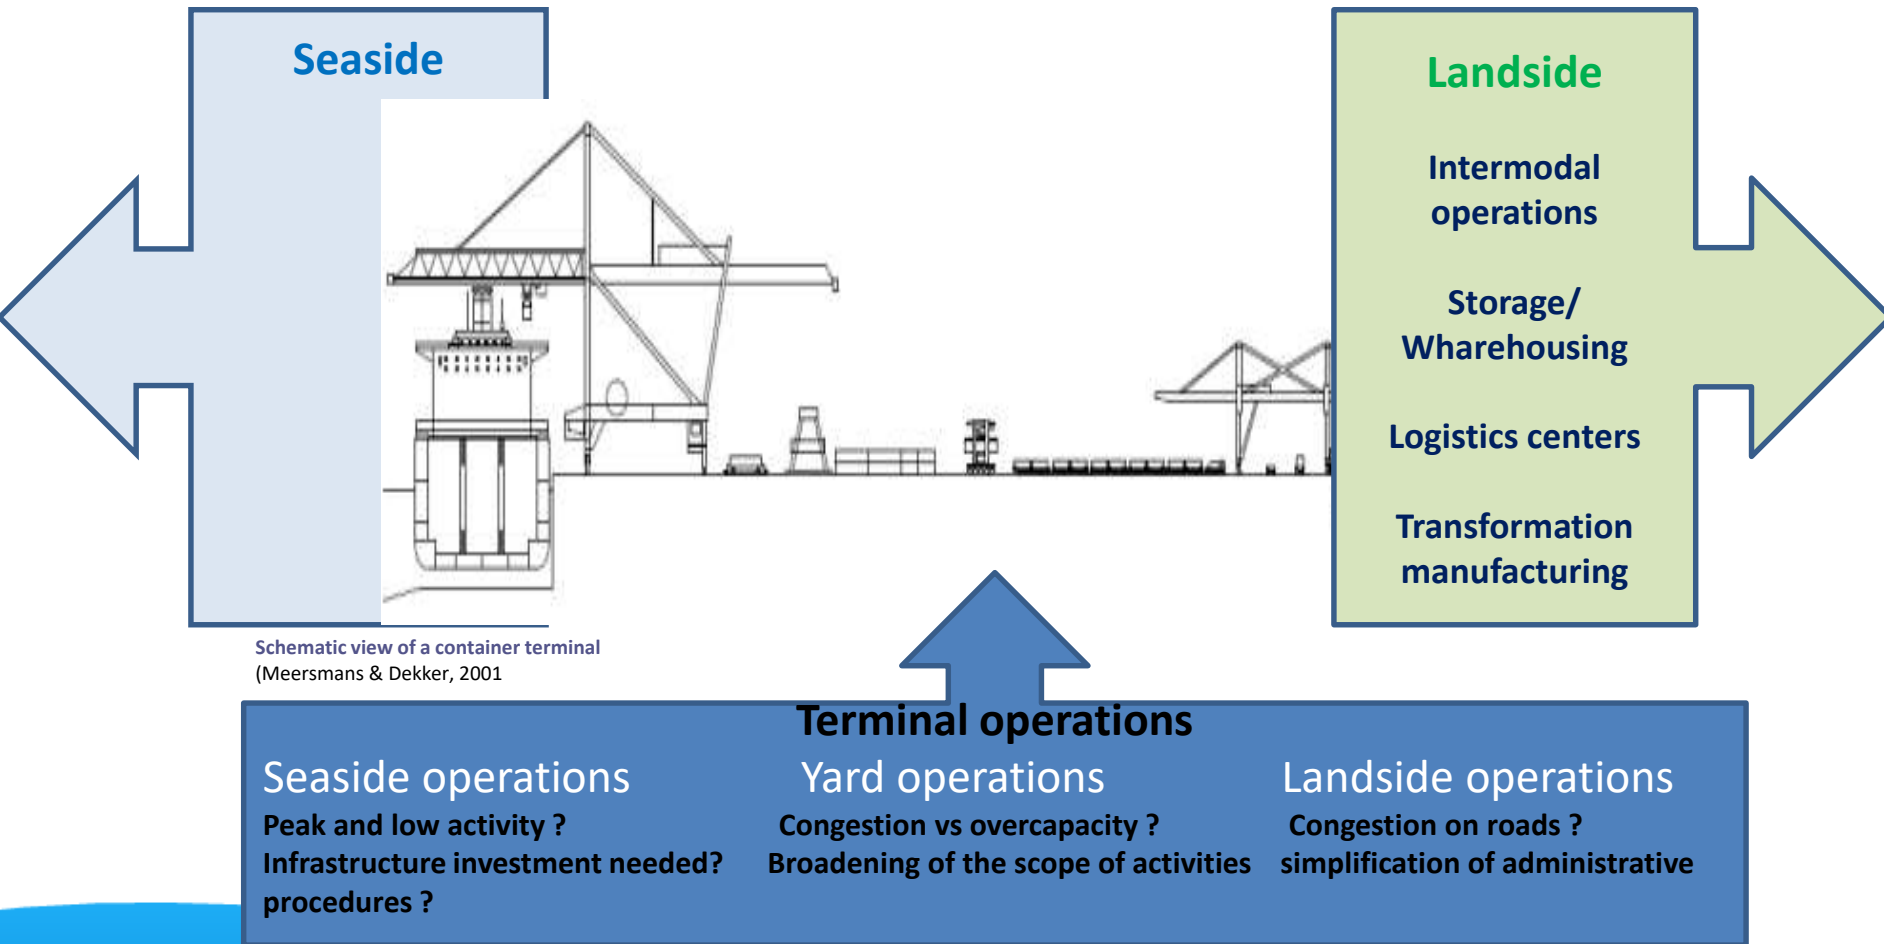 Seaside
Landside
Intermodal
operations
Storage/
Wharehousing
Logistics centers
Transformation
manufacturing
Schematic view of a container terminal
(Meersmans & Dekker, 2001
Terminal operations
Seaside operations Yard operations Landside operations
Peak and low activity ? Congestion vs overcapacity ? Congestion on roads ?
Infrastructure investment needed? Broadening of the scope of activities simplification of administrative
procedures ?